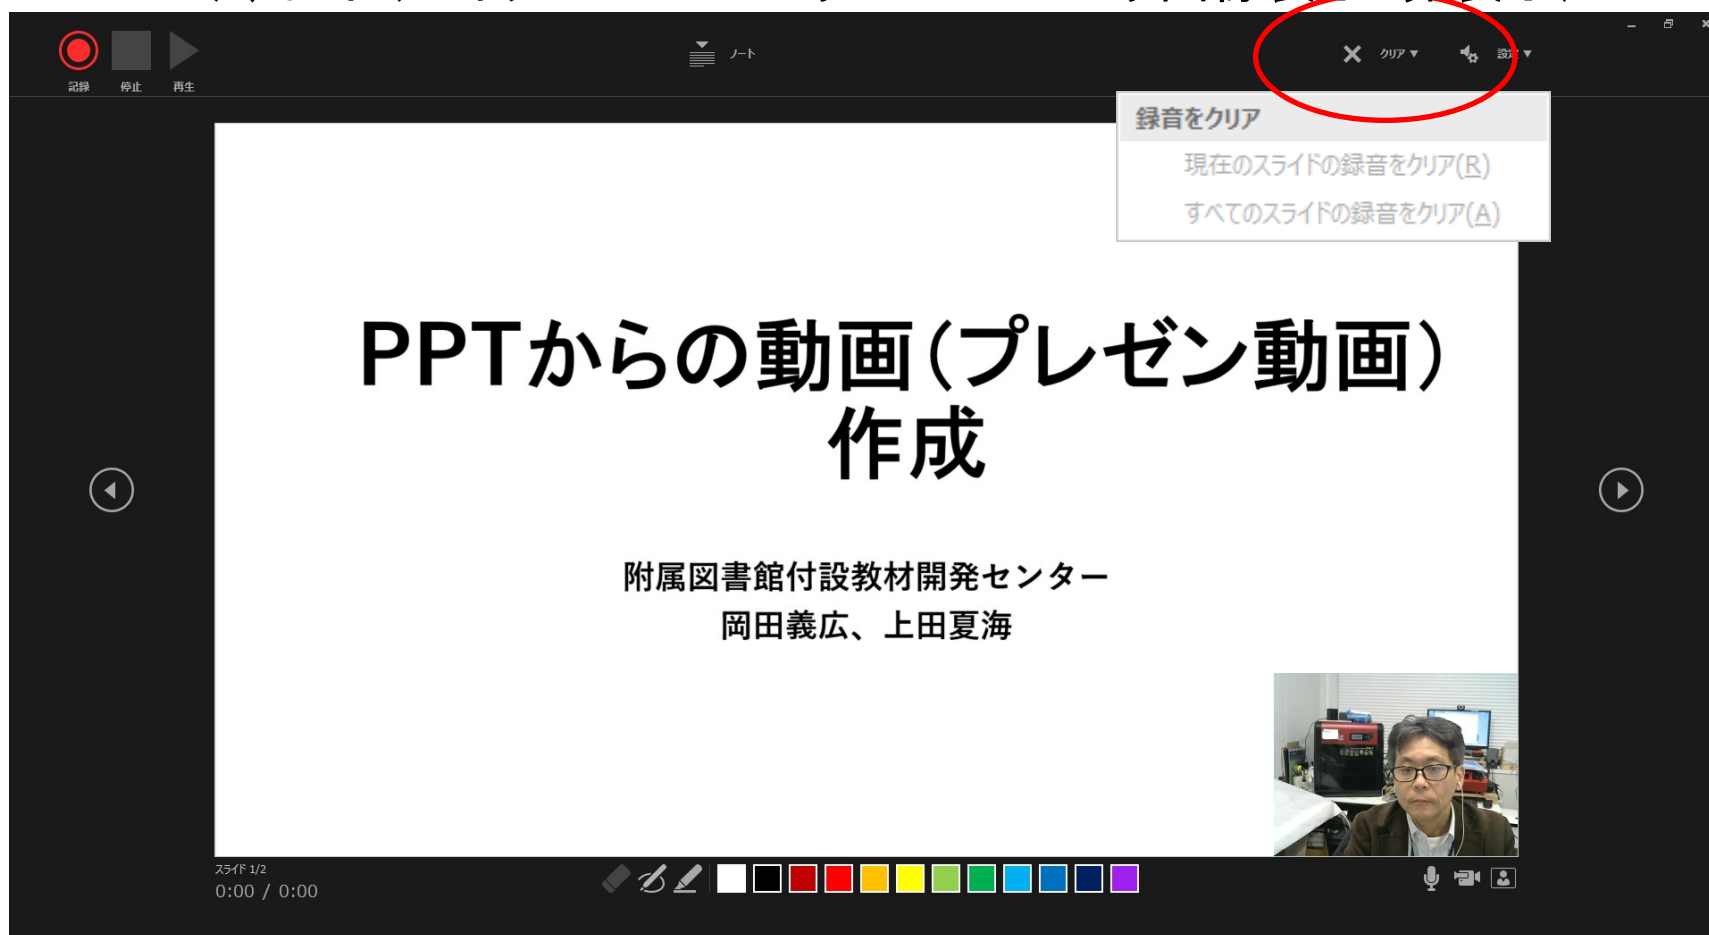 記録 停止 再生
ノート
クリア▼ 設定▼
録音をクリア
現在のスライドの録音をクリア(R)
すべてのスライドの録音をクリア(A)
PPTからの動画(プレゼン動画)
作成
附属図書館付設教材開発センター
岡田義広、上田夏海
スライド 1/2
0:00 / 0:00